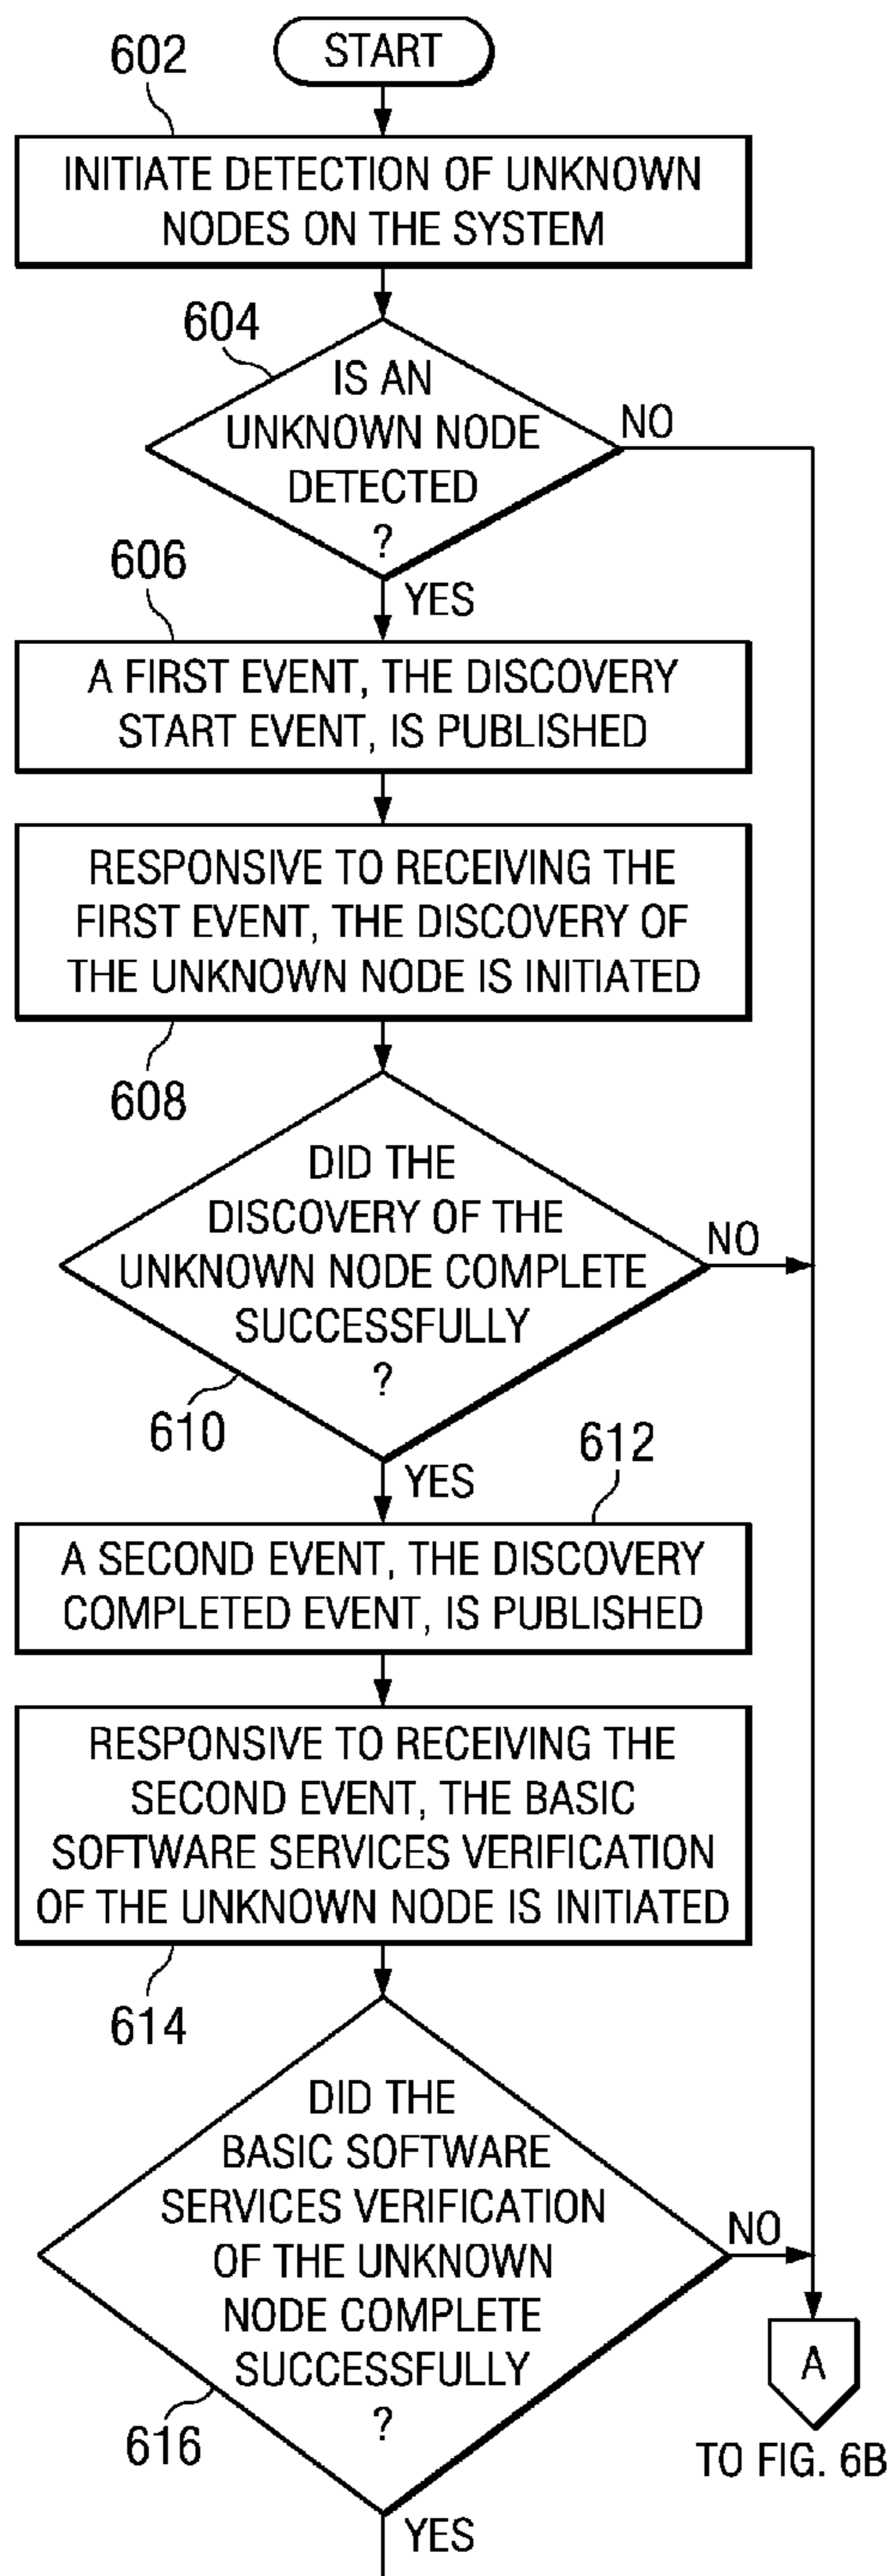 START
602
INITIATE DETECTION OF UNKNOWN
NODES ON THE SYSTEM
604
IS AN
UNKNOWN NODE
DETECTED
?
NO
YES
606
A FIRST EVENT, THE DISCOVERY
START EVENT, IS PUBLISHED
RESPONSIVE TO RECEIVING THE
FIRST EVENT, THE DISCOVERY OF
THE UNKNOWN NODE IS INITIATED
608
DID THE
DISCOVERY OF THE
UNKNOWN NODE COMPLETE
SUCCESSFULLY
?
NO
610
YES
612
A SECOND EVENT, THE DISCOVERY
COMPLETED EVENT, IS PUBLISHED
RESPONSIVE TO RECEIVING THE
SECOND EVENT, THE BASIC
SOFTWARE SERVICES VERIFICATION
OF THE UNKNOWN NODE IS INITIATED
614
DID THE
BASIC SOFTWARE
SERVICES VERIFICATION
OF THE UNKNOWN
NODE COMPLETE
SUCCESSFULLY
?
NO
616
YES
A
TO FIG. 6B